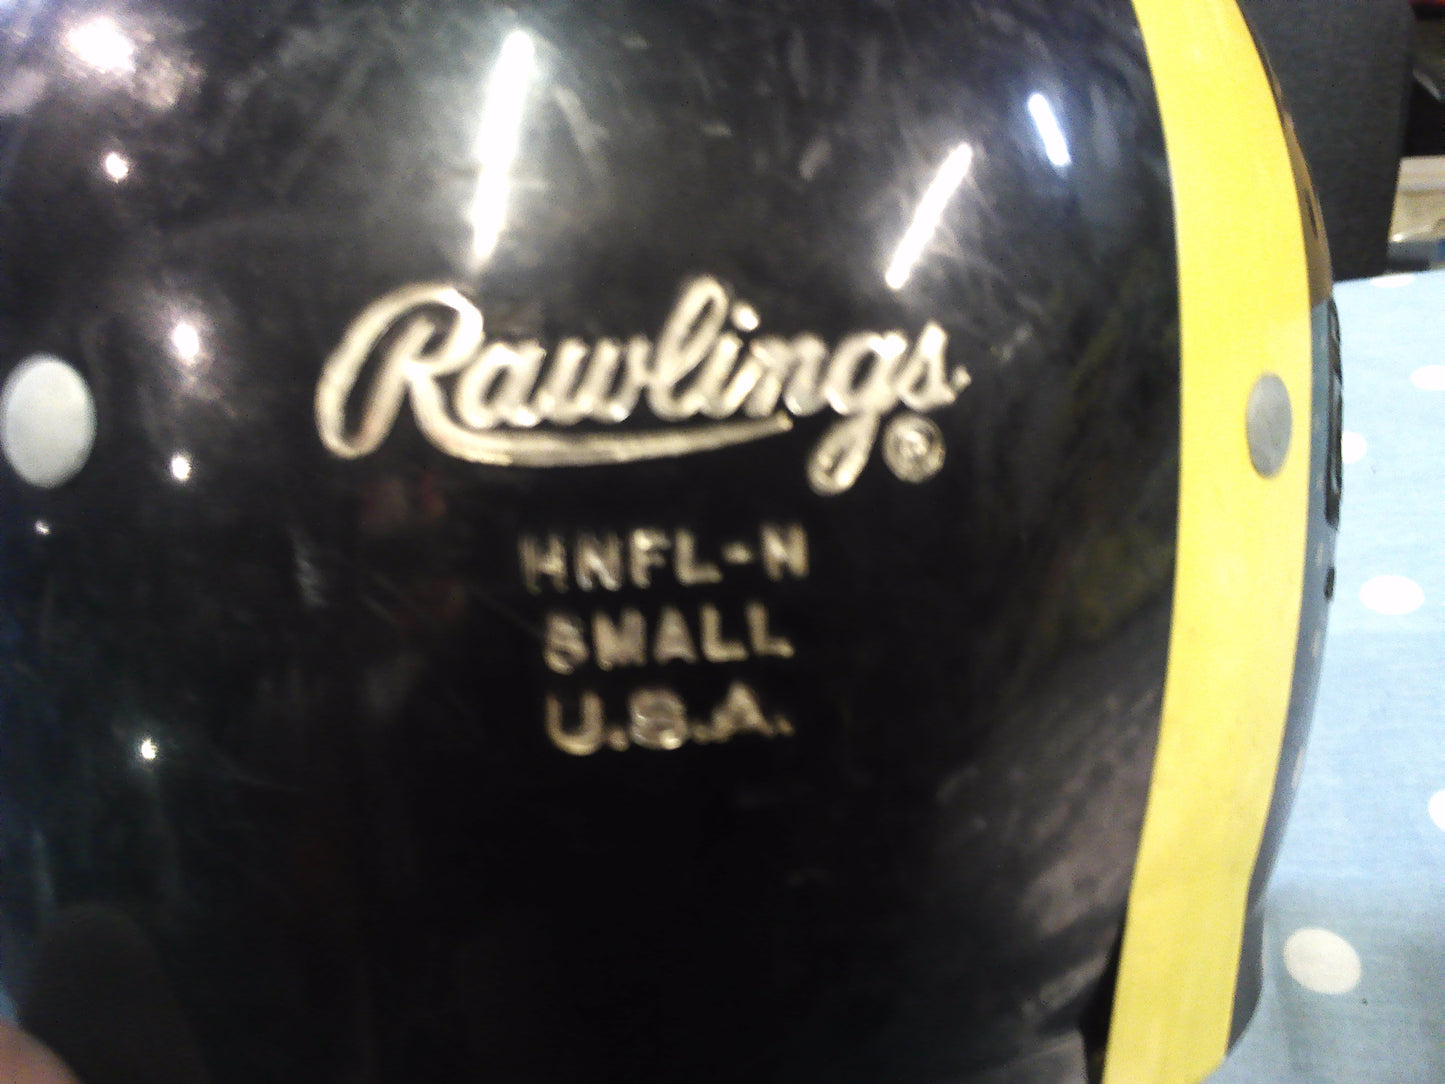 Rawlings ®
HNFL-N
SMALL
U.S.A.